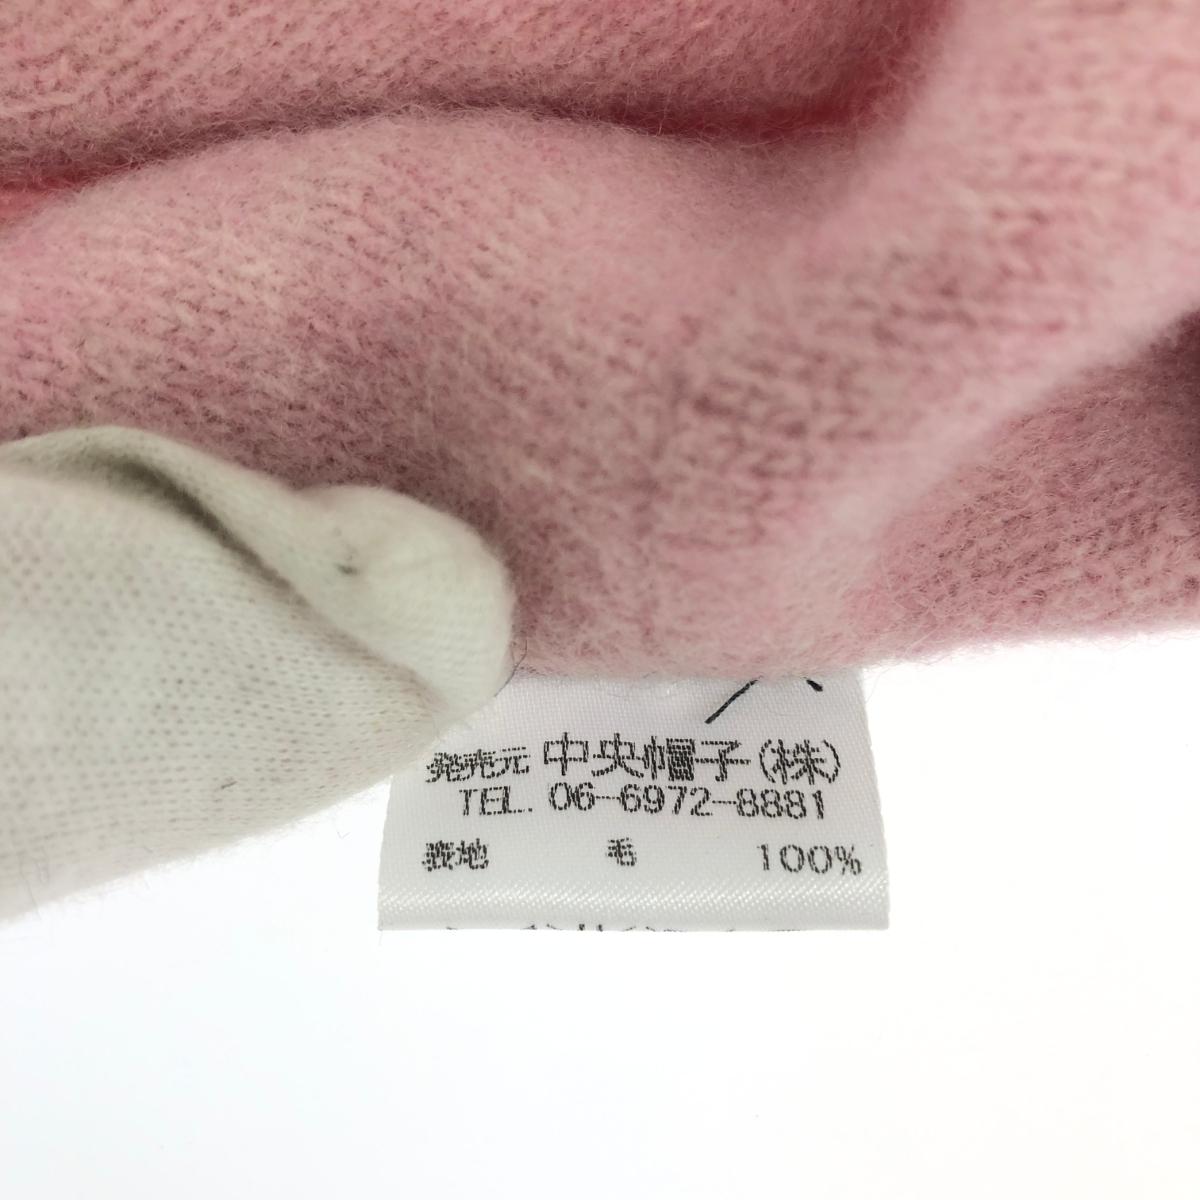 発売元 中央帽子(株)
TEL. 06-6972-8881
表地 毛 100%